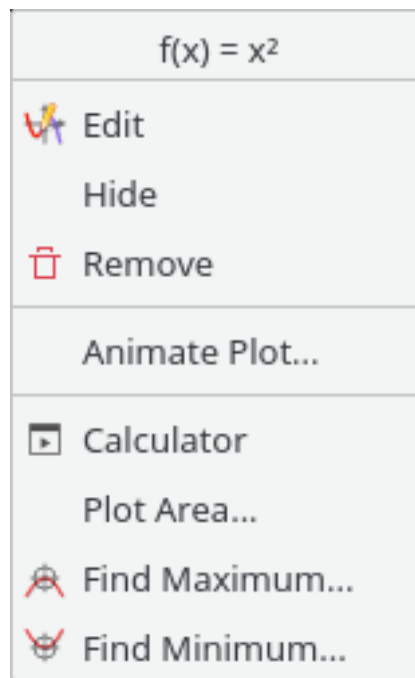 f(x) = x²
Edit
Hide
Remove
Animate Plot...
Calculator
Plot Area...
Find Maximum...
Find Minimum...